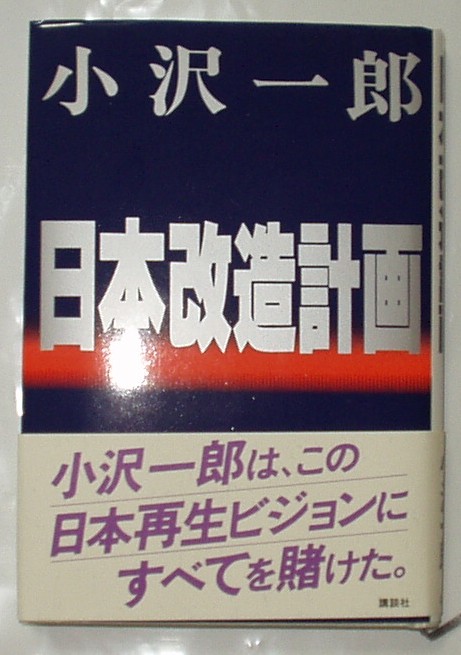 小沢一郎
日本改造計画
小沢一郎は、この
日本再生ビジョンに
すべてを賭けた。
講談社